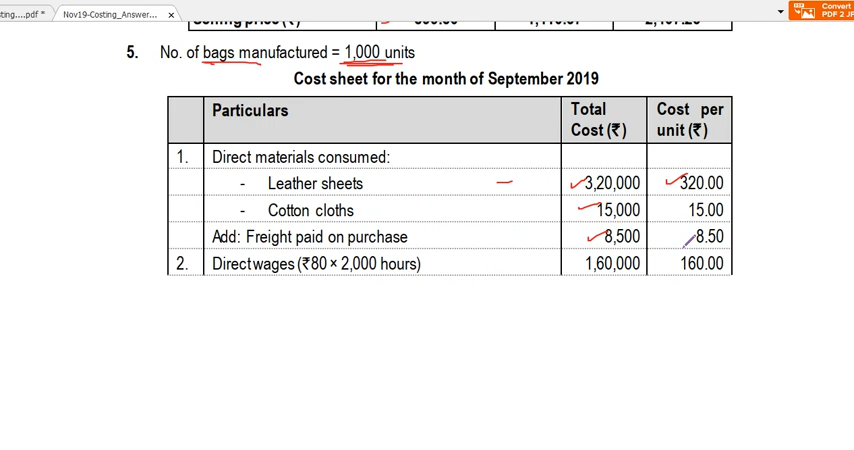 sting....pdf * Nov19-Costing_Answer... × Convert
PDF 2 JP
5. No. of bags manufactured = 1,000 units
Cost sheet for the month of September 2019
Particulars Total Cost (₹) Cost per unit (₹)
1. Direct materials consumed:
- Leather sheets 3,20,000 320.00
- Cotton cloths 15,000 15.00
Add: Freight paid on purchase 8,500 8.50
2. Direct wages (₹80 × 2,000 hours) 1,60,000 160.00